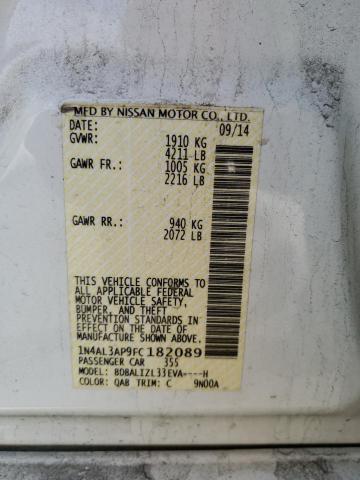 MFD BY NISSAN MOTOR CO., LTD.
DATE: 09/14
GVWR: 1910 KG
4211 LB
GAWR FR.: 1005 KG
2216 LB
GAWR RR.: 940 KG
2072 LB
THIS VEHICLE CONFORMS TO
ALL APPLICABLE FEDERAL
MOTOR VEHICLE SAFETY,
BUMPER, AND THEFT
PREVENTION STANDARDS IN
EFFECT ON THE DATE OF
MANUFACTURE SHOWN ABOVE.
1N4AL3AP9FC182089
PASSENGER CAR 355
MODEL: BDBALIZL33EVA----H
COLOR: QAB TRIM: C 9N00A